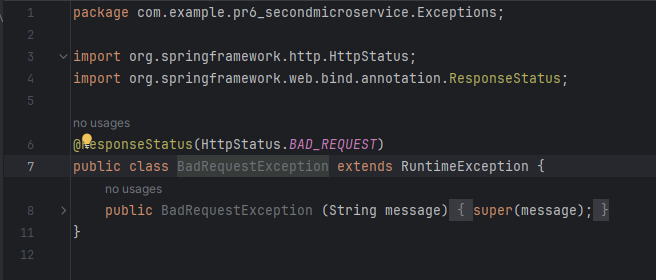 1 package com.example.pró_secondmicroservice.Exceptions;
2
3 import org.springframework.http.HttpStatus;
4 import org.springframework.web.bind.annotation.ResponseStatus;
5
no usages
6 @ResponseStatus(HttpStatus.BAD_REQUEST)
7 public class BadRequestException extends RuntimeException {
no usages
8 public BadRequestException (String message) { super(message); }
11 }
12